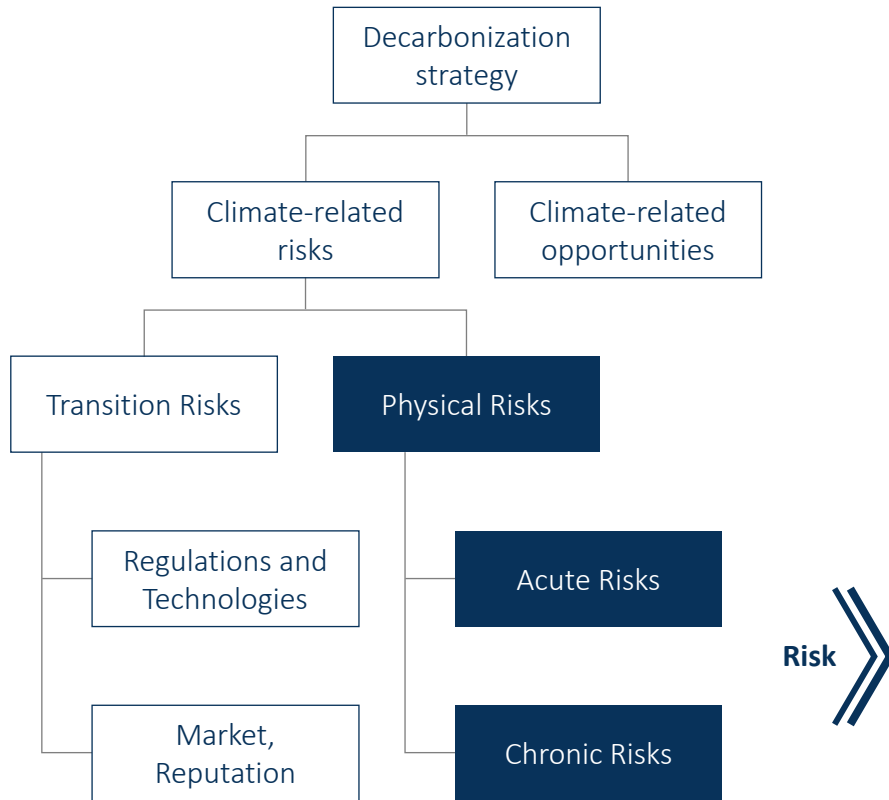 Decarbonization
strategy
Climate-related
risks
Climate-related
opportunities
Transition Risks
Physical Risks
Regulations and
Technologies
Acute Risks
Risk
Market,
Reputation
Chronic Risks